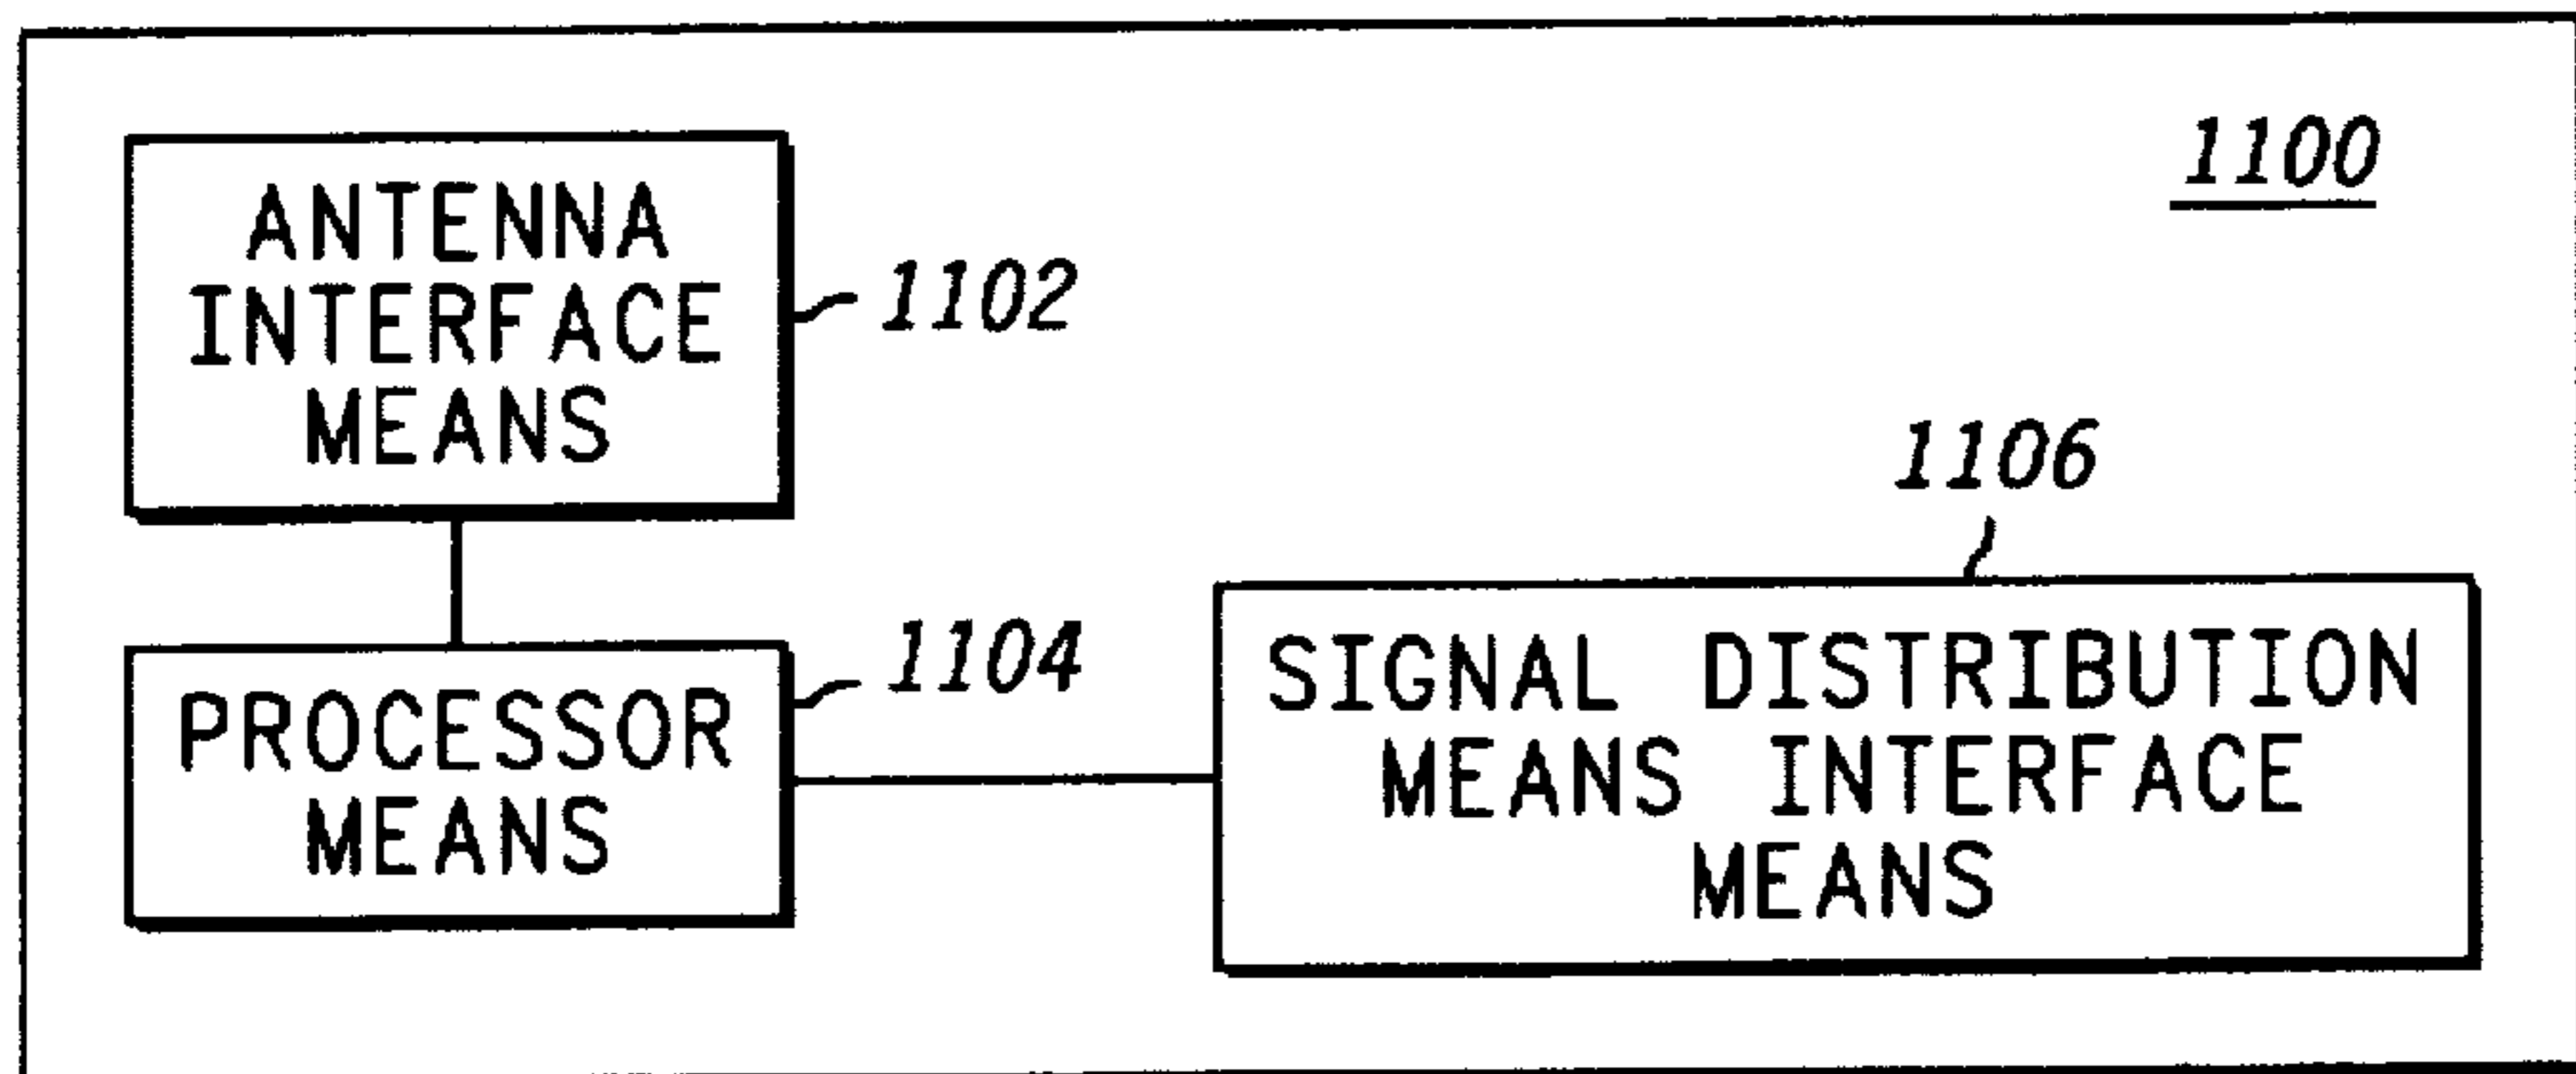 1100
ANTENNA
INTERFACE
MEANS
1102
1106
PROCESSOR
MEANS
1104
SIGNAL DISTRIBUTION
MEANS INTERFACE
MEANS